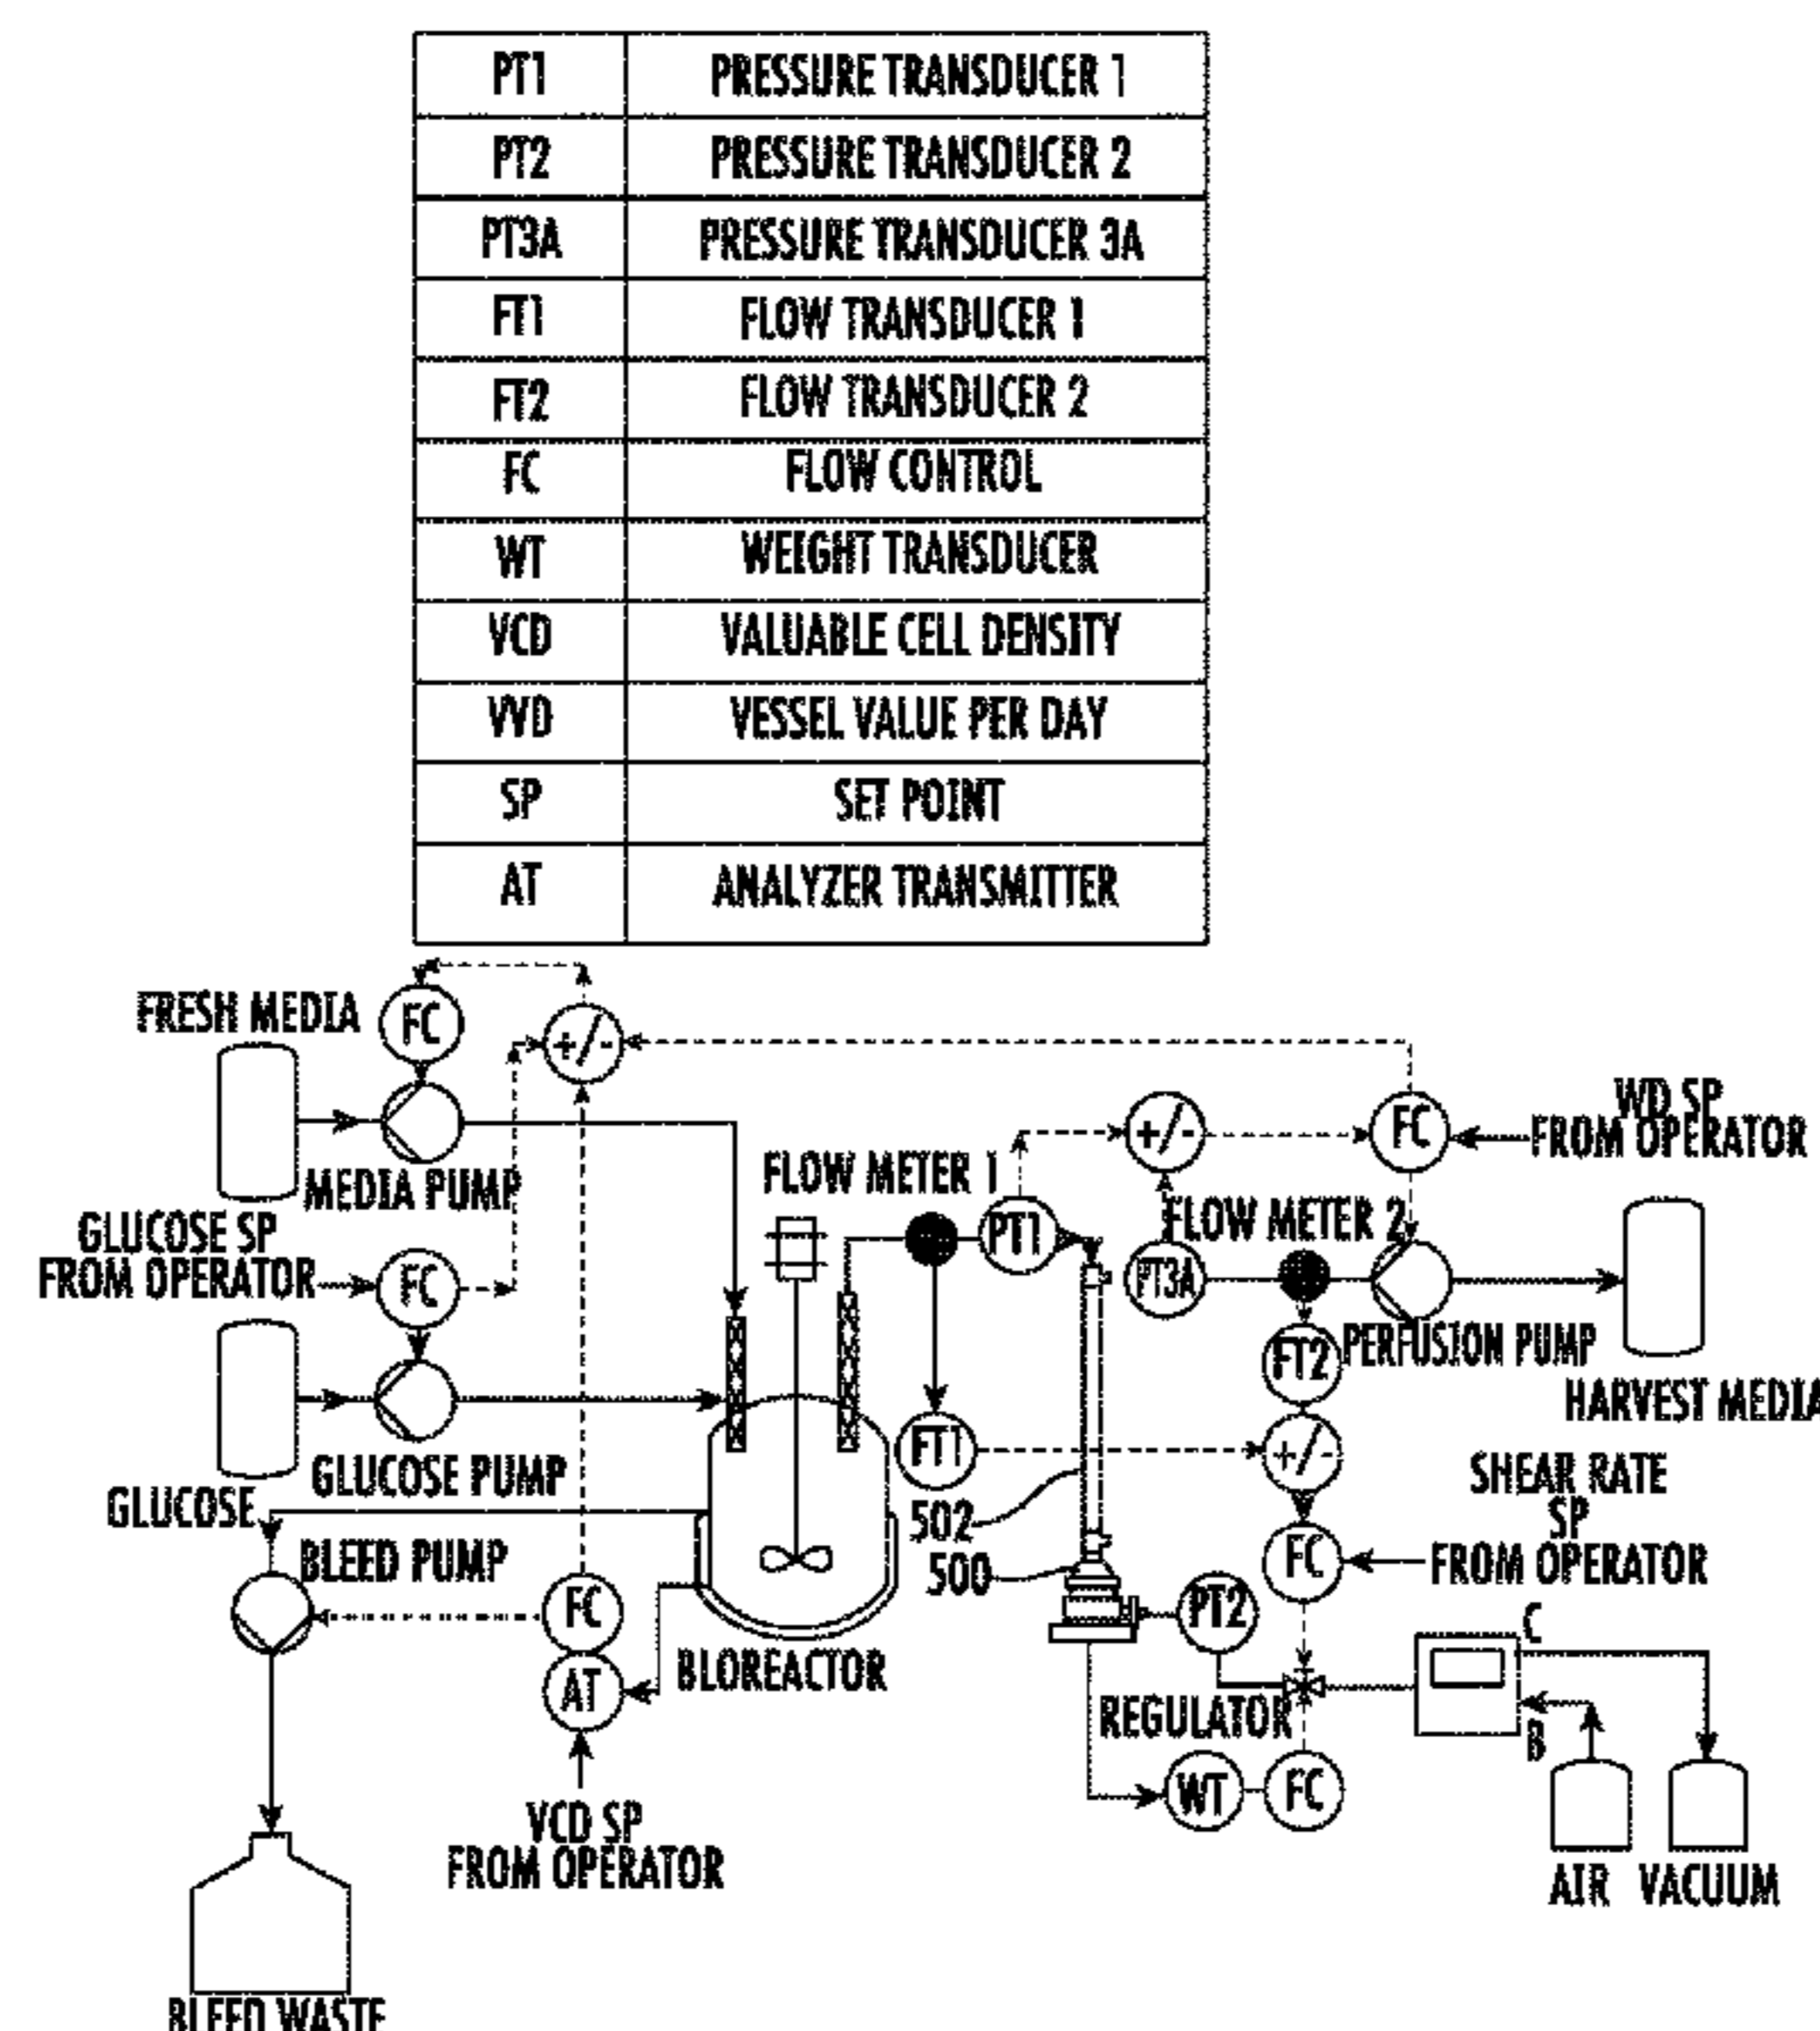 PT1 PRESSURE TRANSDUCER 1
PT2 PRESSURE TRANSDUCER 2
PT3A PRESSURE TRANSDUCER 3A
FT1 FLOW TRANSDUCER 1
FT2 FLOW TRANSDUCER 2
FC FLOW CONTROL
WT WEIGHT TRANSDUCER
VCD VALUABLE CELL DENSITY
VVD VESSEL VALUE PER DAY
SP SET POINT
AT ANALYZER TRANSMITTER
FRESH MEDIA
FC
+/-
MEDIA PUMP
GLUCOSE SP
FROM OPERATOR
FC
GLUCOSE PUMP
GLUCOSE
BLEED PUMP
FC
AT
VCD SP
FROM OPERATOR
BLEED WASTE
BLOREACTOR
FLOW METER 1
PT1
FT1
502
500
+/-
FC
WD SP
FROM OPERATOR
PT3A
FLOW METER 2
FT2
PERFUSION PUMP
HARVEST MEDIA
+/-
SHEAR RATE
SP
FROM OPERATOR
FC
PT2
REGULATOR
WT
FC
C
B
AIR
VACUUM